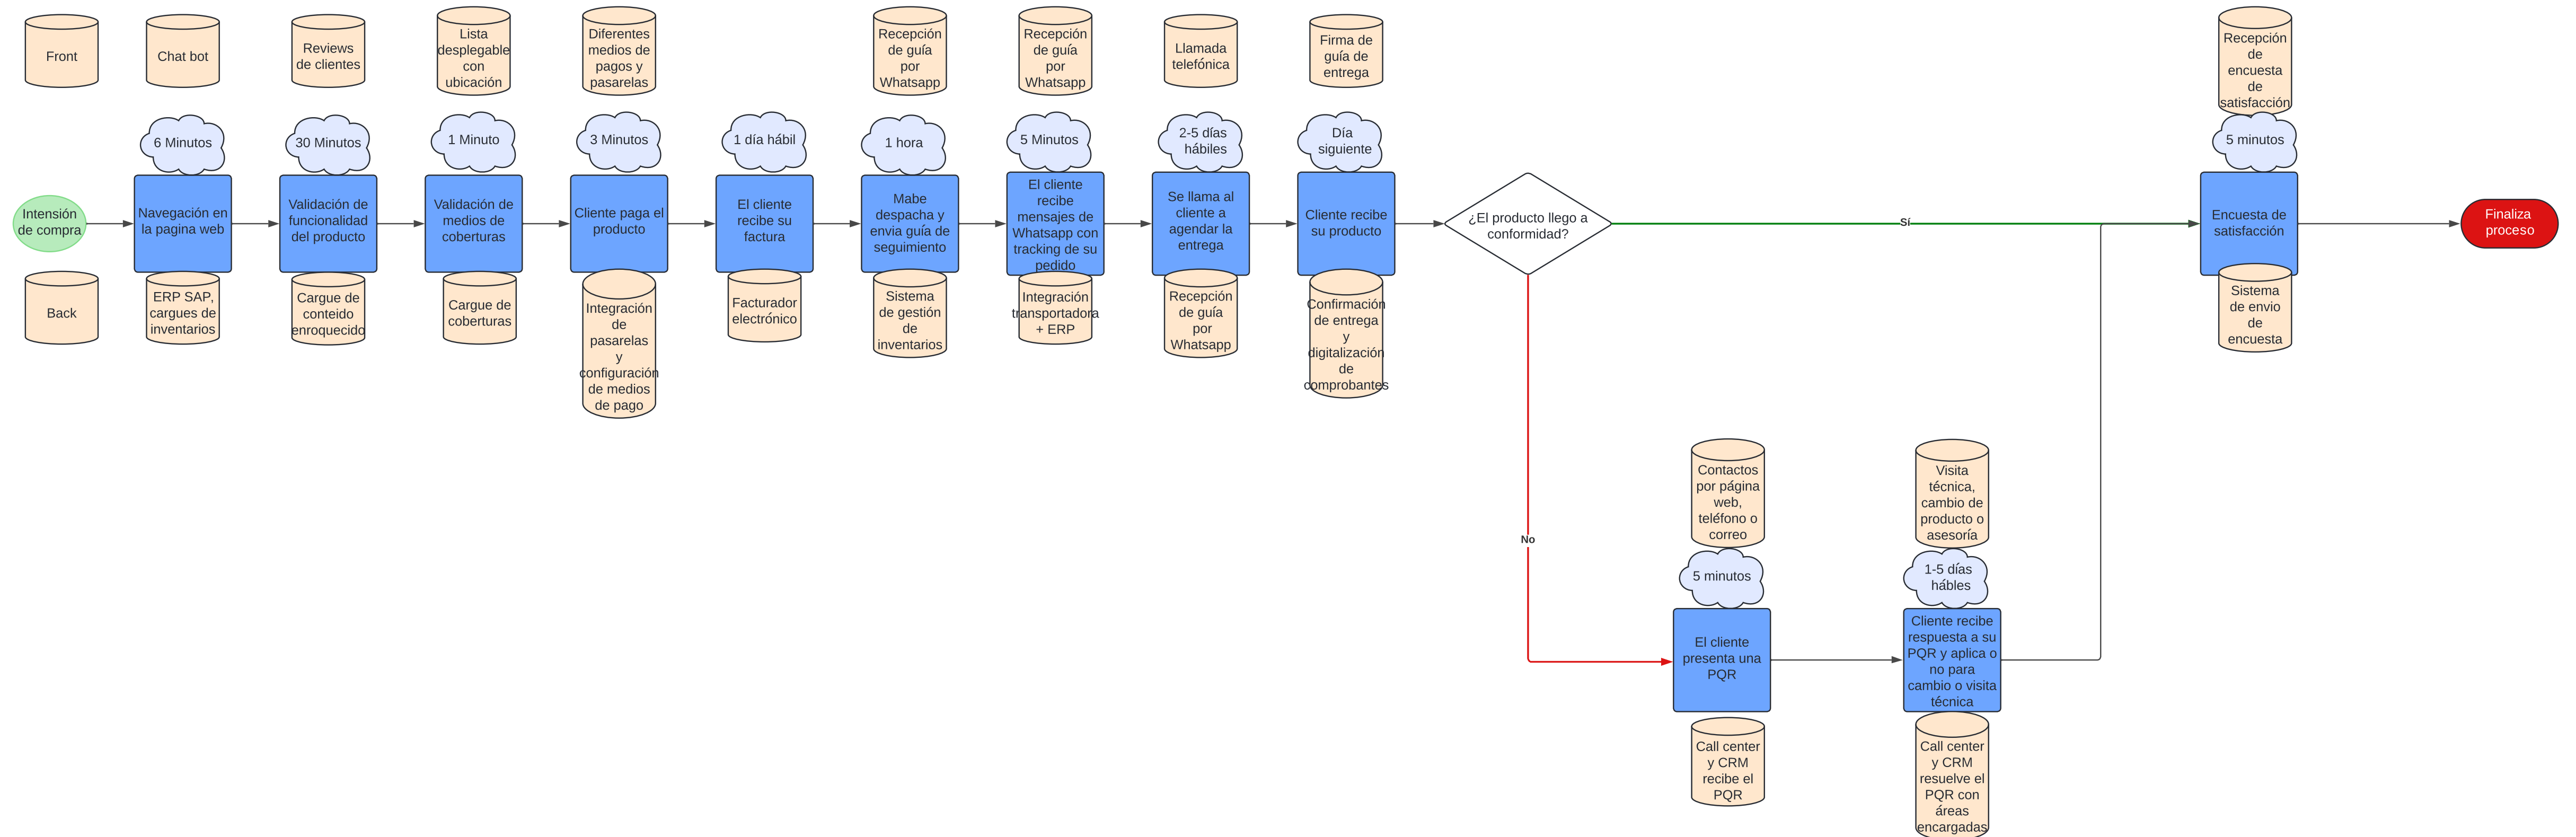 Front
Chat bot
Reviews
de clientes
Lista
desplegable
con
ubicación
Diferentes
medios de
pagos y
pasarelas
Recepción
de guía
por
Whatsapp
Recepción
de guía
por
Whatsapp
Llamada
telefónica
Firma de
guía de
entrega
Recepción
de
encuesta
de
satisfacción
6 Minutos
30 Minutos
1 Minuto
3 Minutos
1 día hábil
1 hora
5 Minutos
2-5 días
hábiles
Día
siguiente
5 minutos
Intensión
de compra
Navegación en
la pagina web
Validación de
funcionalidad
del producto
Validación de
medios de
coberturas
Cliente paga el
producto
El cliente
recibe su
factura
Mabe
despacha y
envia guía de
seguimiento
El cliente
recibe
mensajes de
Whatsapp con
tracking de su
pedido
Se llama al
cliente a
agendar la
entrega
Cliente recibe
su producto
¿El producto llego a
conformidad?
Sí
Encuesta de
satisfacción
Finaliza
proceso
Back
ERP SAP,
cargues de
inventarios
Cargue de
conteido
enroquecido
Cargue de
coberturas
Integración
de
pasarelas
y
configuración
de medios
de pago
Facturador
electrónico
Sistema
de gestión
de
inventarios
Integración
transportadora
+ ERP
Recepción
de guía
por
Whatsapp
Confirmación
de entrega
y
digitalización
de
comprobantes
Sistema
de envio
de
encuesta
No
Contactos
por página
web,
teléfono o
correo
Visita
técnica,
cambio de
producto o
asesoría
5 minutos
1-5 días
hábles
El cliente
presenta una
PQR
Cliente recibe
respuesta a su
PQR y aplica o
no para
cambio o visita
técnica
Call center
y CRM
recibe el
PQR
Call center
y CRM
resuelve el
PQR con
áreas
encargadas